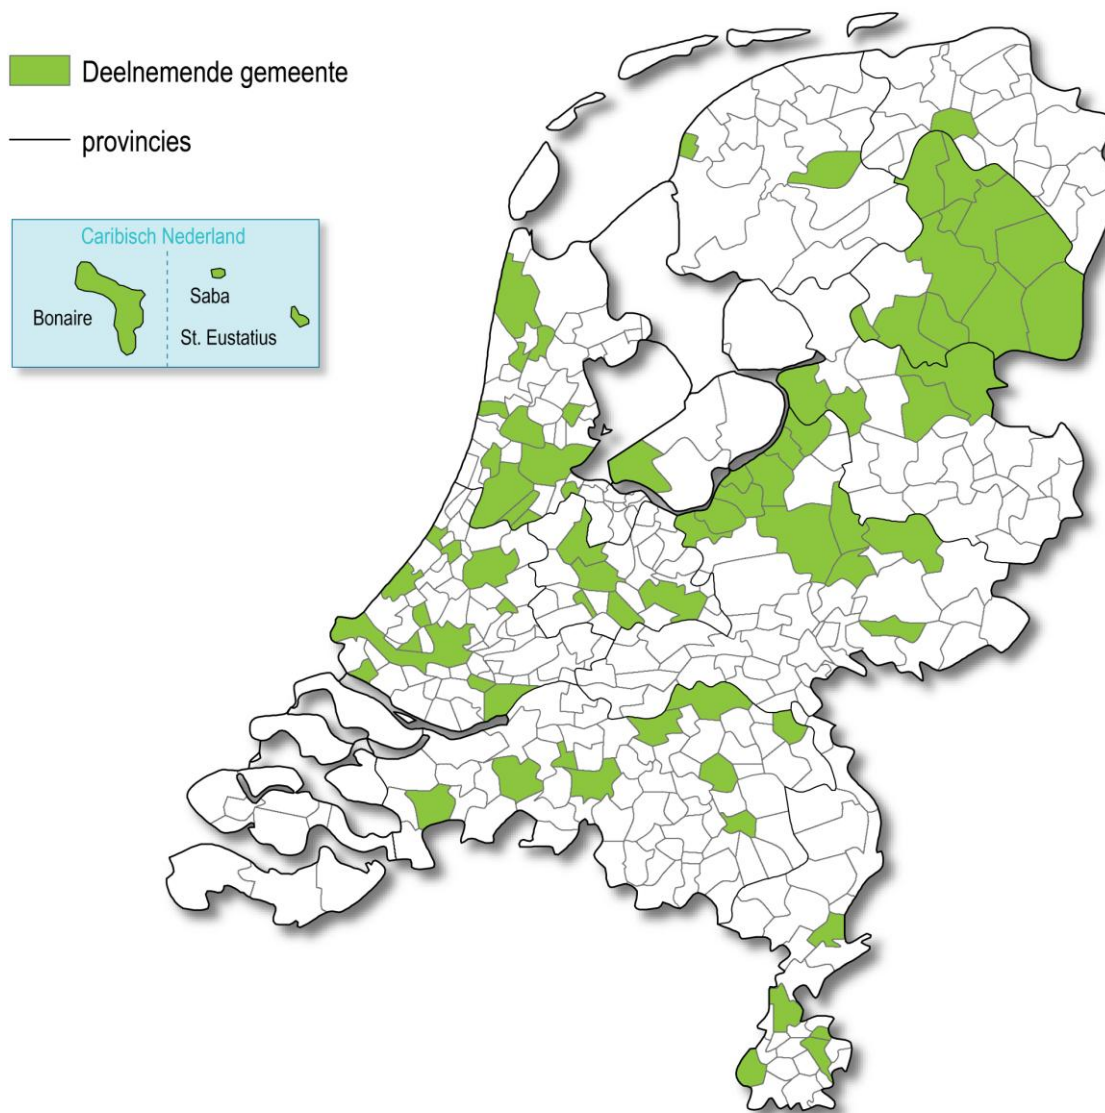 Deelnemende gemeente
provincies
Caribisch Nederland
Bonaire
Saba
St. Eustatius